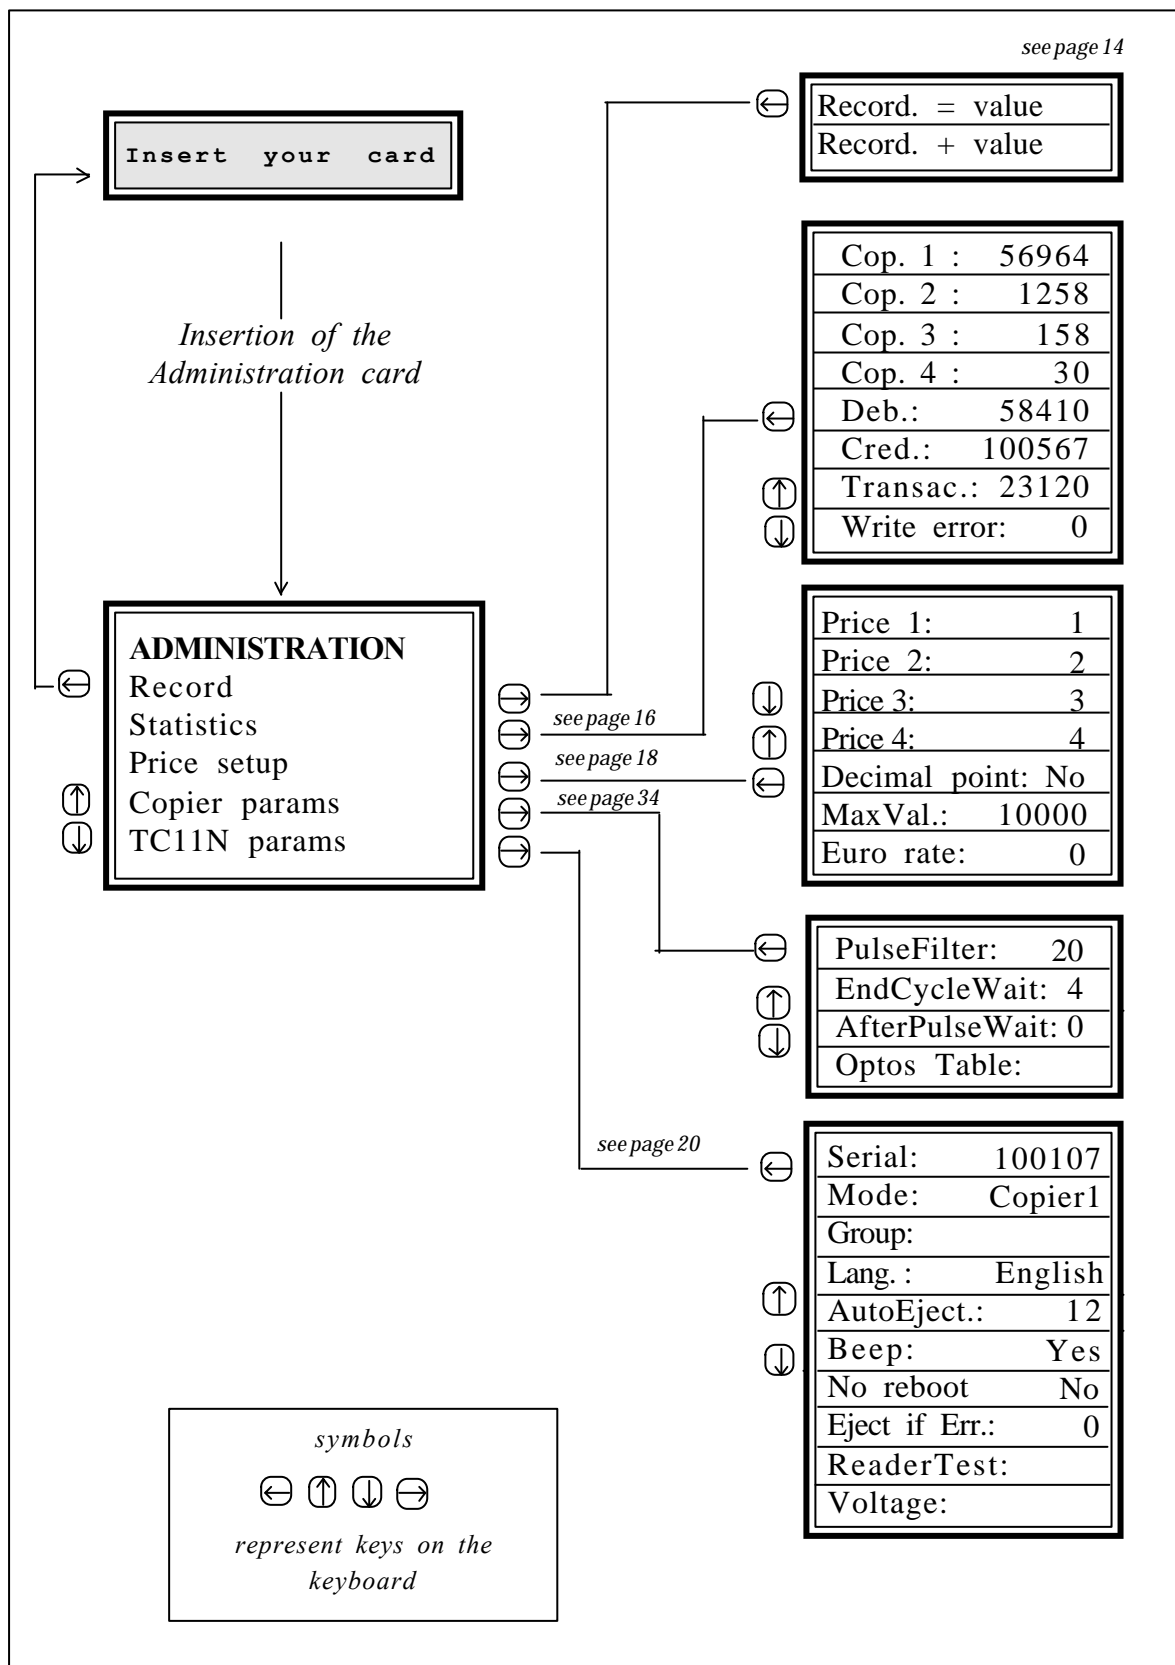 see page 14
Record. = value
Record. + value
Insert your card
Cop. 1 : 56964
Cop. 2 : 1258
Cop. 3 : 158
Cop. 4 : 30
Deb.: 58410
Cred.: 100567
Transac.: 23120
Write error: 0
Insertion of the
Administration card
ADMINISTRATION
Record
Statistics
Price setup
Copier params
TC11N params
see page 16
see page 18
see page 34
Price 1: 1
Price 2: 2
Price 3: 3
Price 4: 4
Decimal point: No
MaxVal.: 10000
Euro rate: 0
PulseFilter: 20
EndCycleWait: 4
AfterPulseWait: 0
Optos Table:
see page 20
Serial: 100107
Mode: Copier1
Group:
Lang. : English
AutoEject.: 12
Beep: Yes
No reboot No
Eject if Err.: 0
ReaderTest:
Voltage:
symbols
← ↑ ↓ →
represent keys on the
keyboard